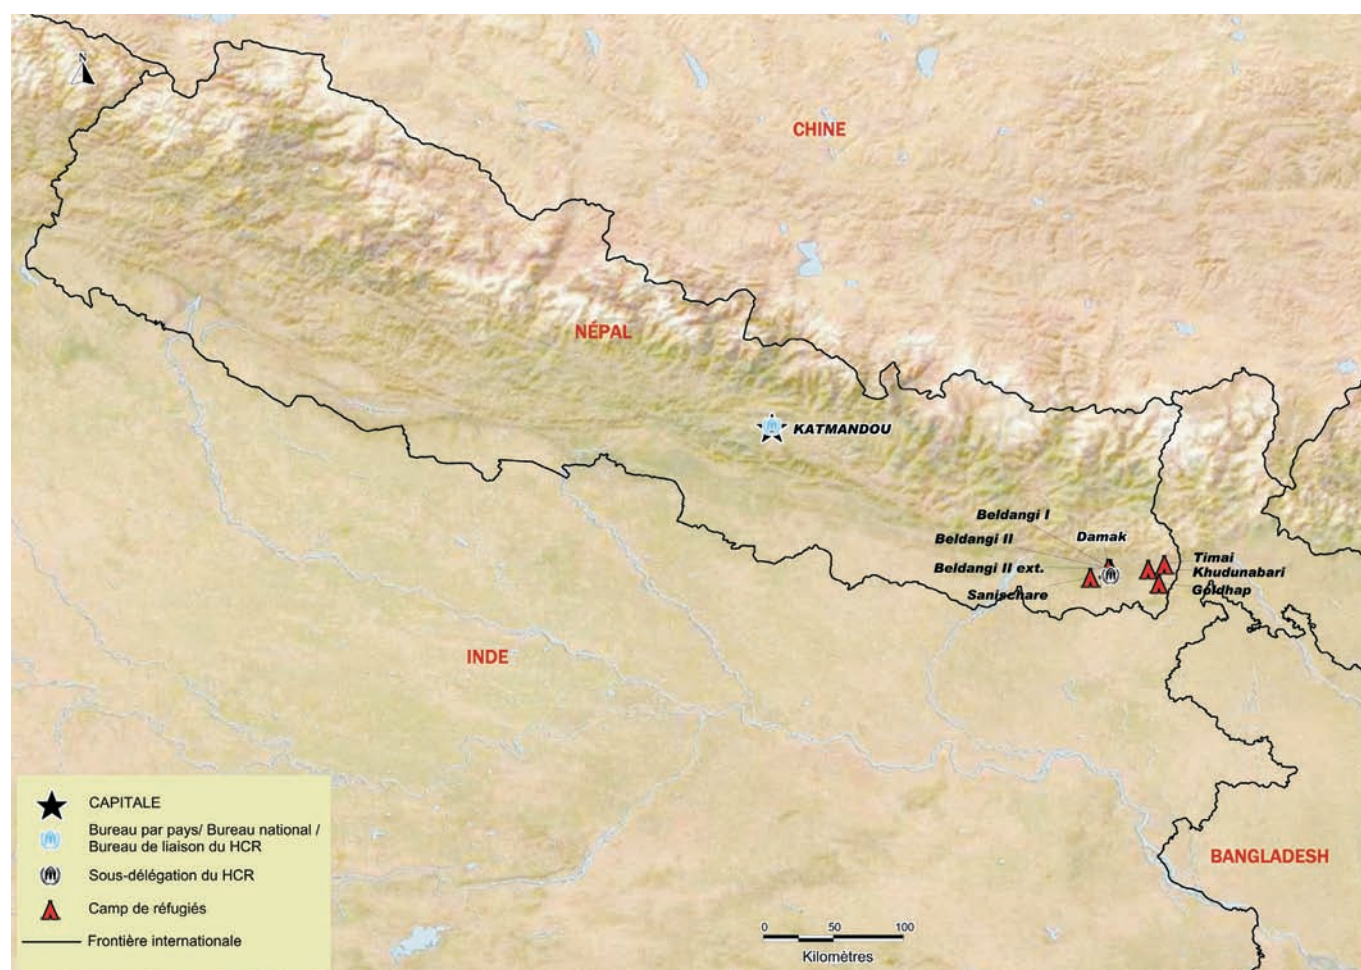 N
CHINE
NÉPAL
KATMANDOU
Beldangi I
Beldangi II
Damak
Beldangi II ext.
Sanischare
Timai
Khudunabari
Goldhap
INDE
BANGLADESH
CAPITALE
Bureau par pays/ Bureau national /
Bureau de liaison du HCR
Sous-délégation du HCR
Camp de réfugiés
Frontière internationale
0 50 100
Kilomètres